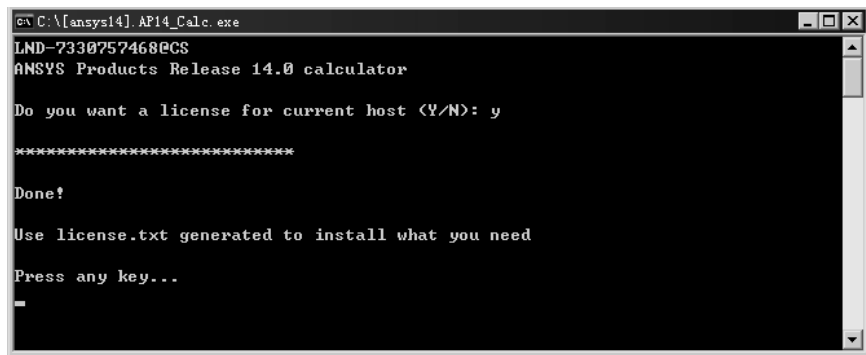 C:\[ansys14].AP14_Calc.exe
LND-7330757468@CS
ANSYS Products Release 14.0 calculator
Do you want a license for current host (Y/N): y
***************************
Done!
Use license.txt generated to install what you need
Press any key...